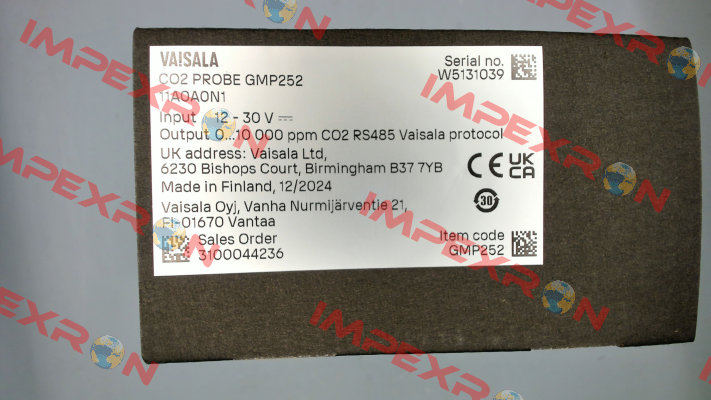 VAISALA
CO2 PROBE GMP252
11A0A0N1
Serial no.
W5131039
Input 12 - 30 V
Output 0...10 000 ppm CO2 RS485 Vaisala protocol
UK address: Vaisala Ltd,
6230 Bishops Court, Birmingham B37 7YB
Made in Finland, 12/2024
CE UK CA
30
Vaisala Oyj, Vanha Nurmijärventie 21,
FI-01670 Vantaa
Sales Order
3100044236
Item code
GMP252
IMPEXRON
IMPEXRON
IMPEXRON
IMPEXRON
IMPEXRON
IMPEXRON
IMPEXRON